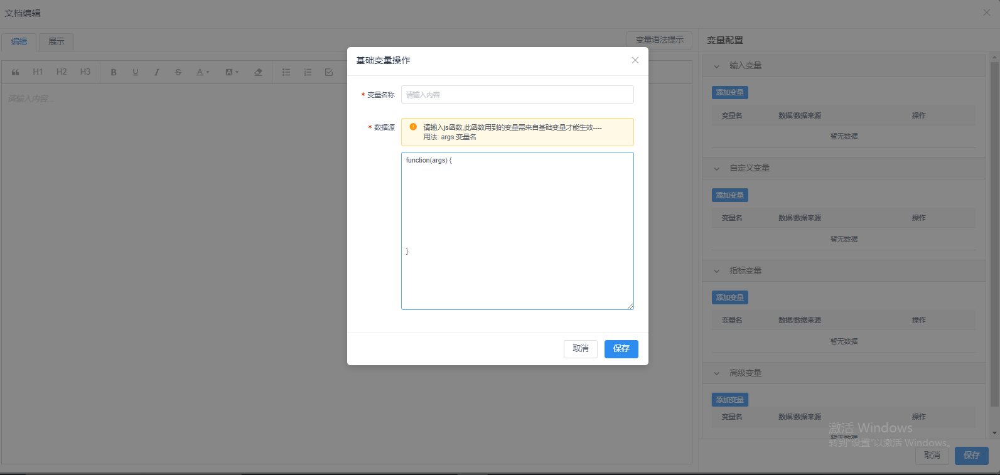 文档编辑
编辑
展示
变量语法提示
变量配置
H1
H2
H3
B
U
I
S
A
A
请输入内容...
基础变量操作
* 变量名称
请输入内容
* 数据源
请输入js函数,此函数用到的变量需来自基础变量才能生效----
用法: args.变量名
function(args) {
}
取消
保存
输入变量
添加变量
变量名
数据/数据来源
操作
暂无数据
自定义变量
添加变量
变量名
数据/数据来源
操作
暂无数据
指标变量
添加变量
变量名
数据/数据来源
操作
暂无数据
高级变量
添加变量
变量名
数据/数据来源
操作
暂无数据
激活 Windows
转到"设置"以激活 Windows。
取消
保存